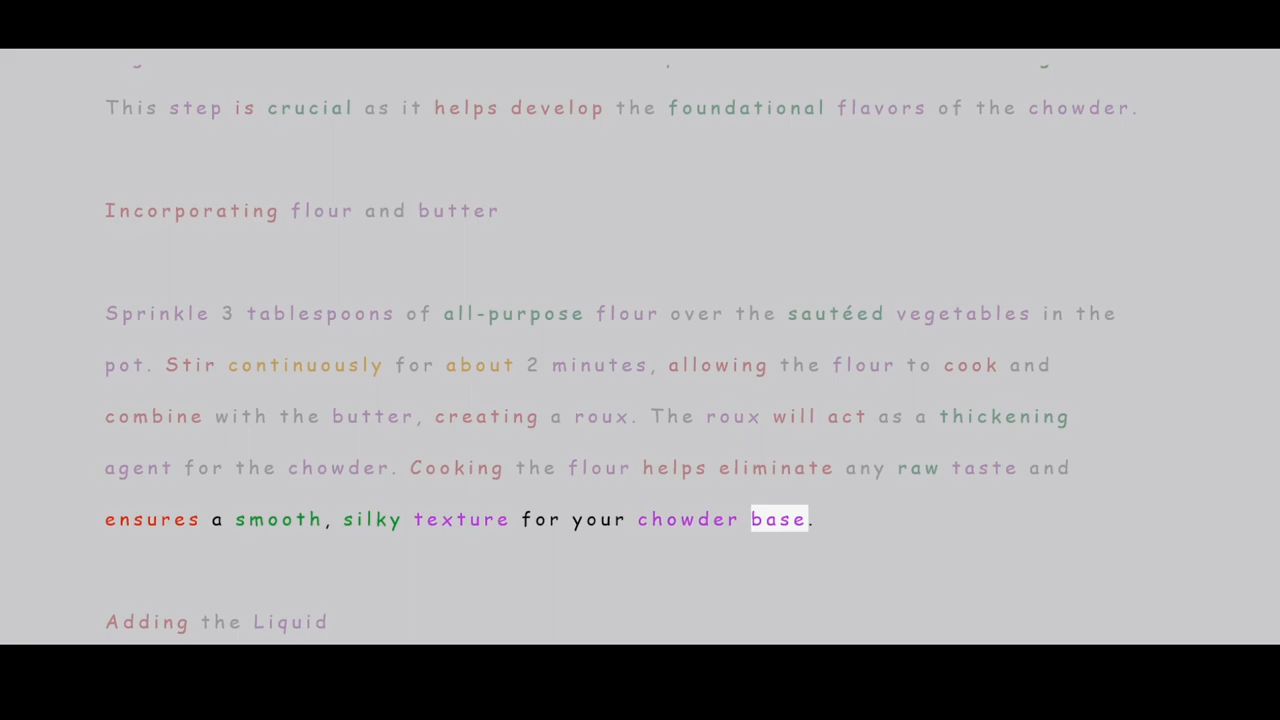 This step is crucial as it helps develop the foundational flavors of the chowder.
Incorporating flour and butter
Sprinkle 3 tablespoons of all-purpose flour over the sautéed vegetables in the
pot. Stir continuously for about 2 minutes, allowing the flour to cook and
combine with the butter, creating a roux. The roux will act as a thickening
agent for the chowder. Cooking the flour helps eliminate any raw taste and
ensures a smooth, silky texture for your chowder base.
Adding the Liquid